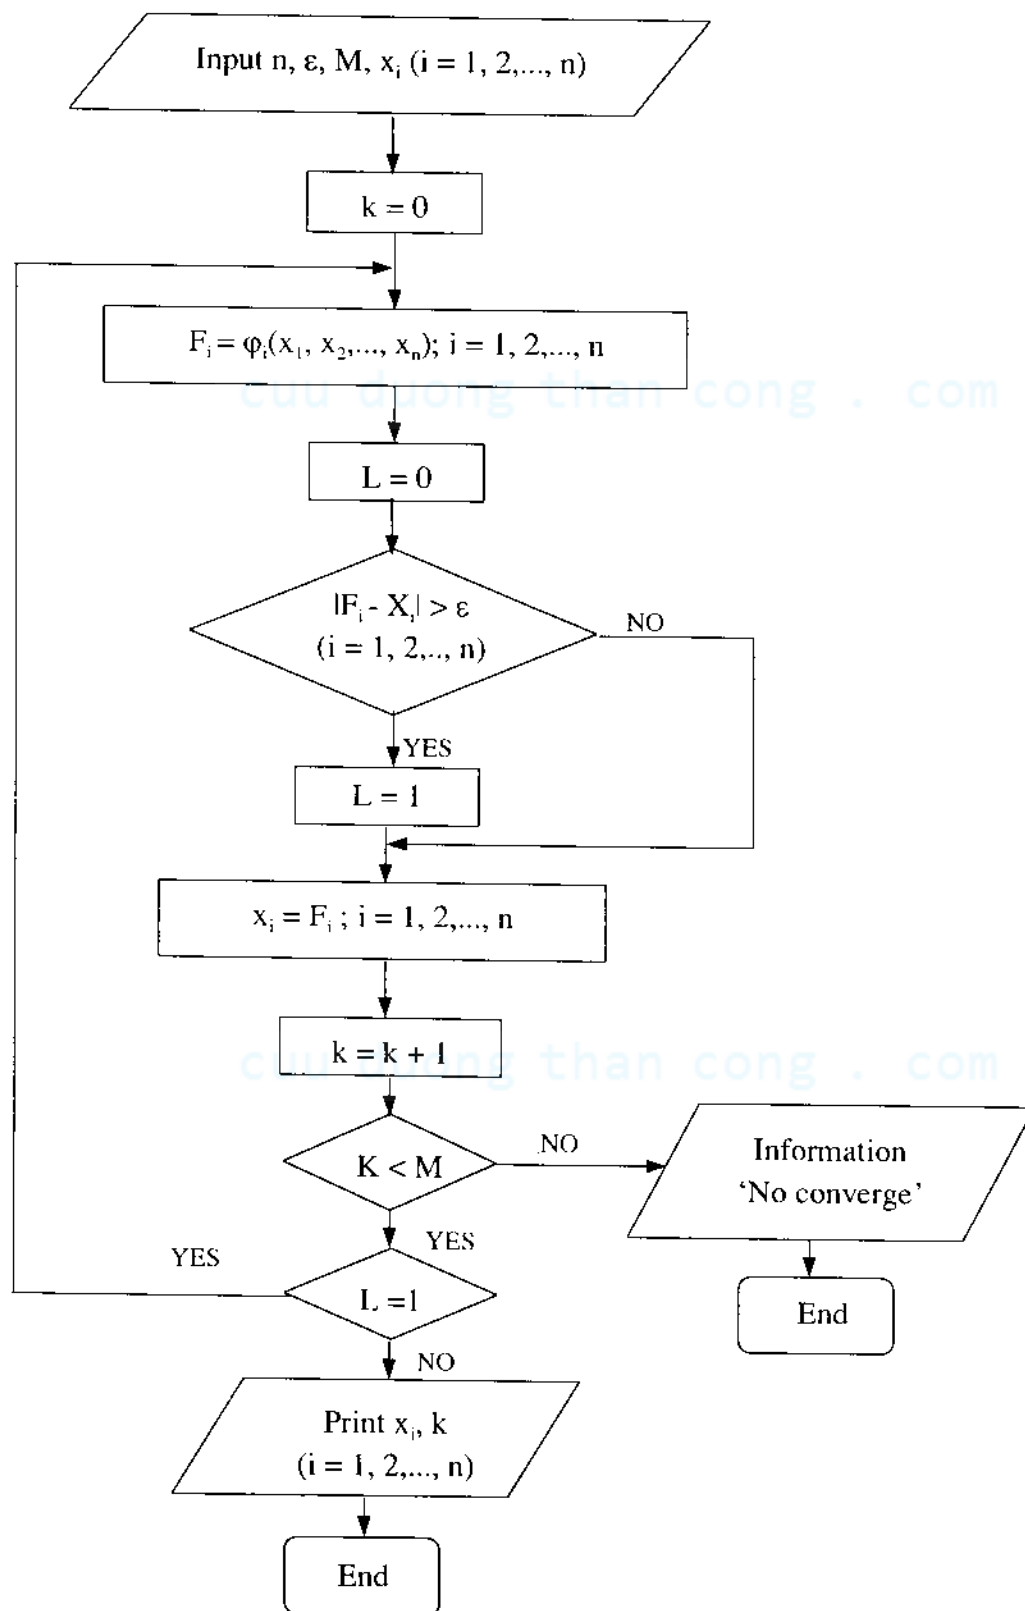 Input n, ε, M, xᵢ (i = 1, 2,..., n)
k = 0
Fᵢ = φᵢ(x₁, x₂,..., xₙ); i = 1, 2,..., n
cuu duong than cong . com
L = 0
|Fᵢ - Xᵢ| > ε
(i = 1, 2,.., n)
NO
YES
L = 1
xᵢ = Fᵢ ; i = 1, 2,..., n
k = k + 1
cuu duong than cong . com
K < M
NO
Information
‘No converge’
YES
YES
L =1
End
NO
Print xᵢ, k
(i = 1, 2,..., n)
End